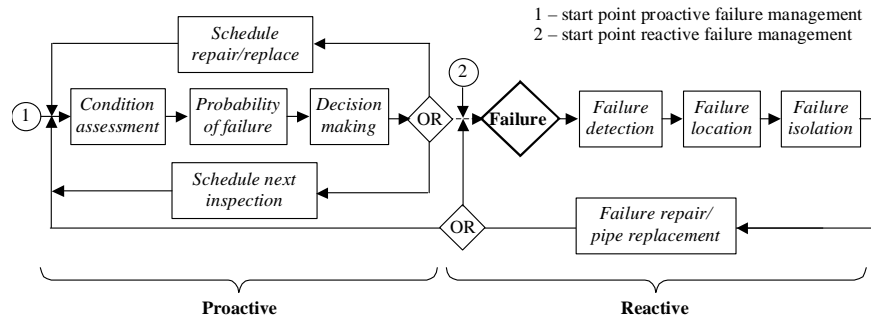 1 – start point proactive failure management
2 – start point reactive failure management
Schedule
repair/replace
2
1
Condition
assessment
Probability
of failure
Decision
making
OR
Failure
Failure
detection
Failure
location
Failure
isolation
Schedule next
inspection
OR
Failure repair/
pipe replacement
Proactive
Reactive